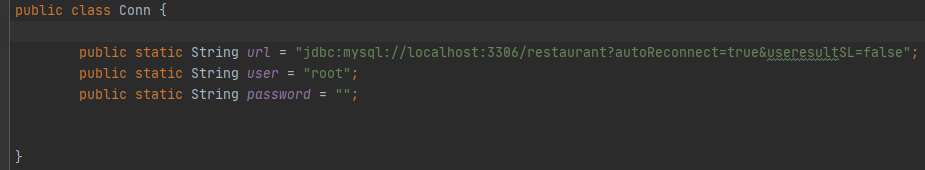 public class Conn {
public static String url = "jdbc:mysql://localhost:3306/restaurant?autoReconnect=true&useresultSL=false";
public static String user = "root";
public static String password = "";
}